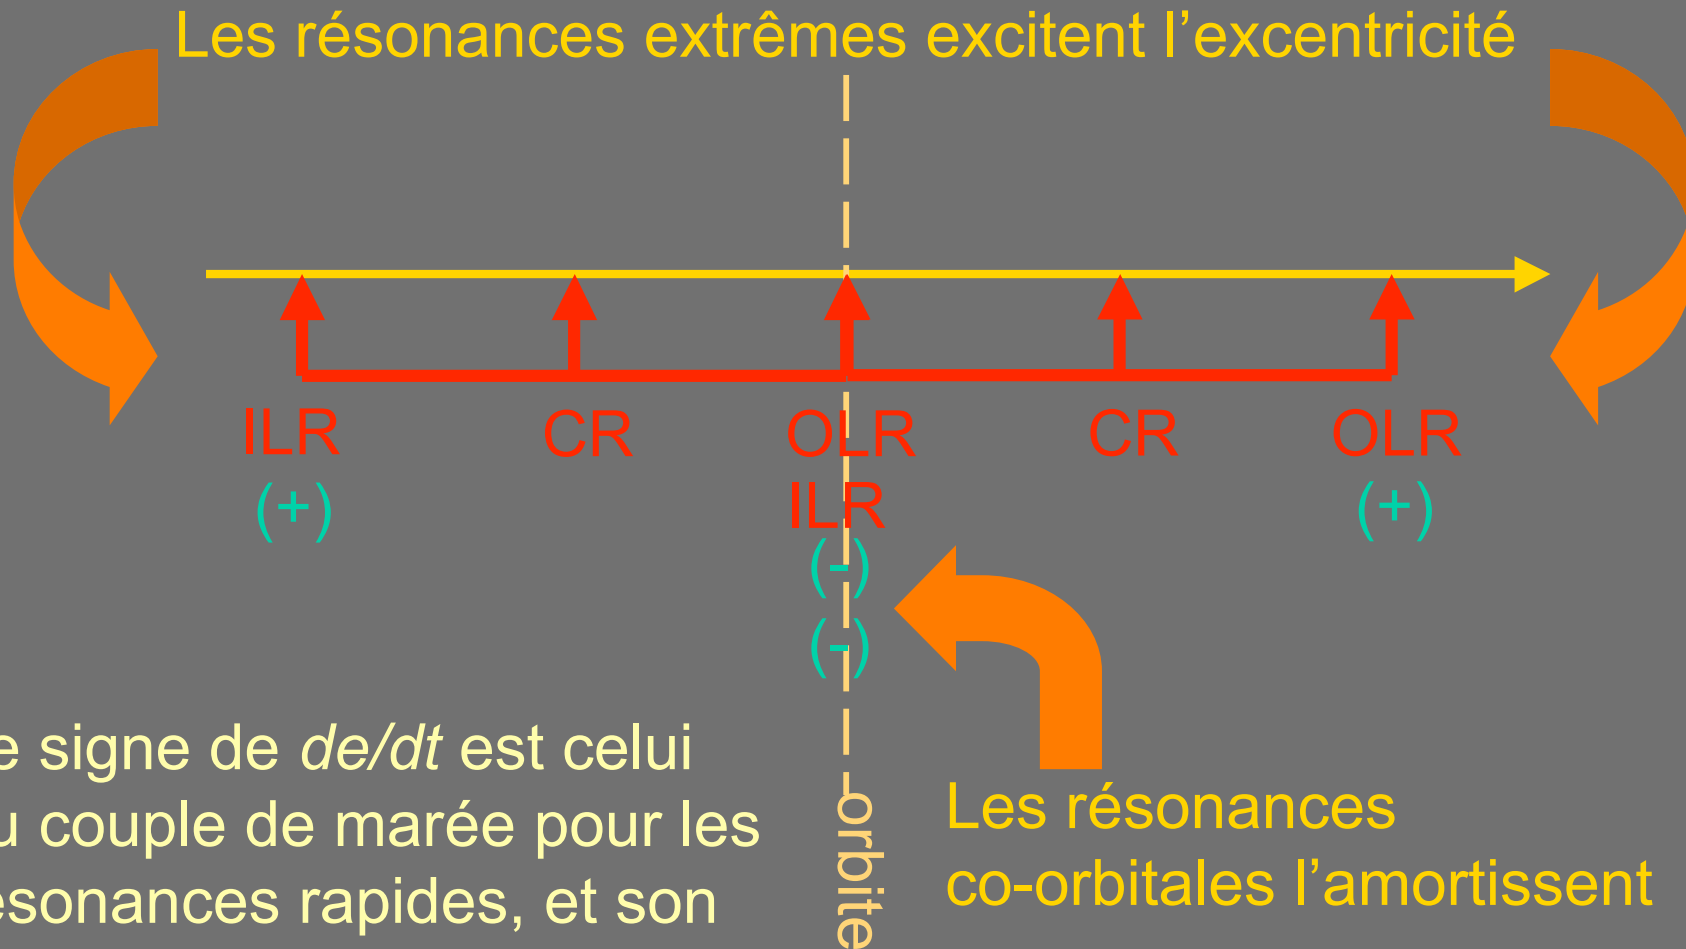 Les résonances extrêmes excitent l’excentricité
ILR CR OLR CR OLR
(+) ILR (+)
(-)
(-)
e signe de de/dt est celui
u couple de marée pour les
esonances rapides, et son
orbite
Les résonances
co-orbitales l’amortissent